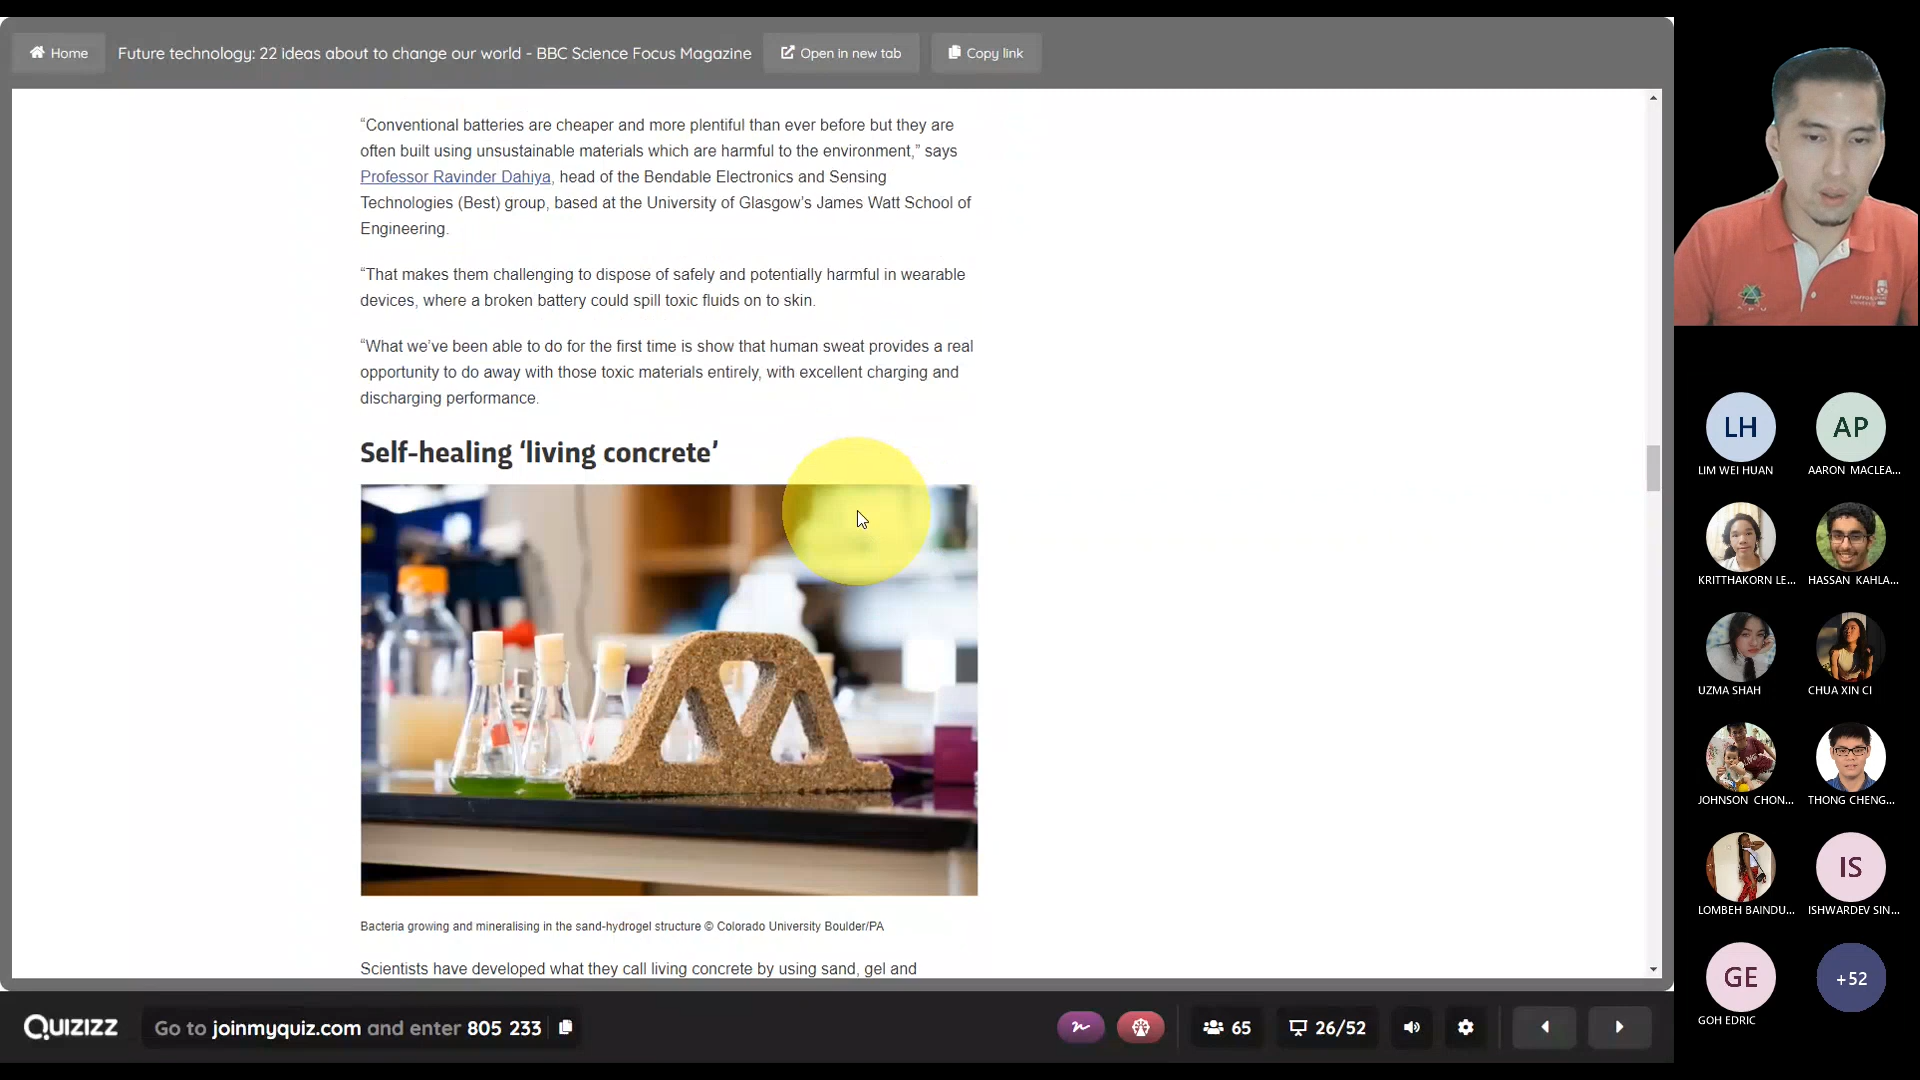 Home
Future technology: 22 ideas about to change our world - BBC Science Focus Magazine
Open in new tab
Copy link
“Conventional batteries are cheaper and more plentiful than ever before but they are
often built using unsustainable materials which are harmful to the environment,” says
Professor Ravinder Dahiya, head of the Bendable Electronics and Sensing
Technologies (Best) group, based at the University of Glasgow’s James Watt School of
Engineering.
“That makes them challenging to dispose of safely and potentially harmful in wearable
devices, where a broken battery could spill toxic fluids on to skin.
“What we’ve been able to do for the first time is show that human sweat provides a real
opportunity to do away with those toxic materials entirely, with excellent charging and
discharging performance.
Self-healing ‘living concrete’
Bacteria growing and mineralising in the sand-hydrogel structure © Colorado University Boulder/PA
Scientists have developed what they call living concrete by using sand, gel and
QUIZIZZ
Go to joinmyquiz.com and enter 805 233
65
26/52
LH
AP
LIM WEI HUAN
AARON MACLEA...
KRITTHAKORN LE...
HASSAN KAHLA...
UZMA SHAH
CHUA XIN CI
JOHNSON CHON...
THONG CHENG...
IS
LOMBEH BAINDU...
ISHWARDEV SIN...
GE
+52
GOH EDRIC